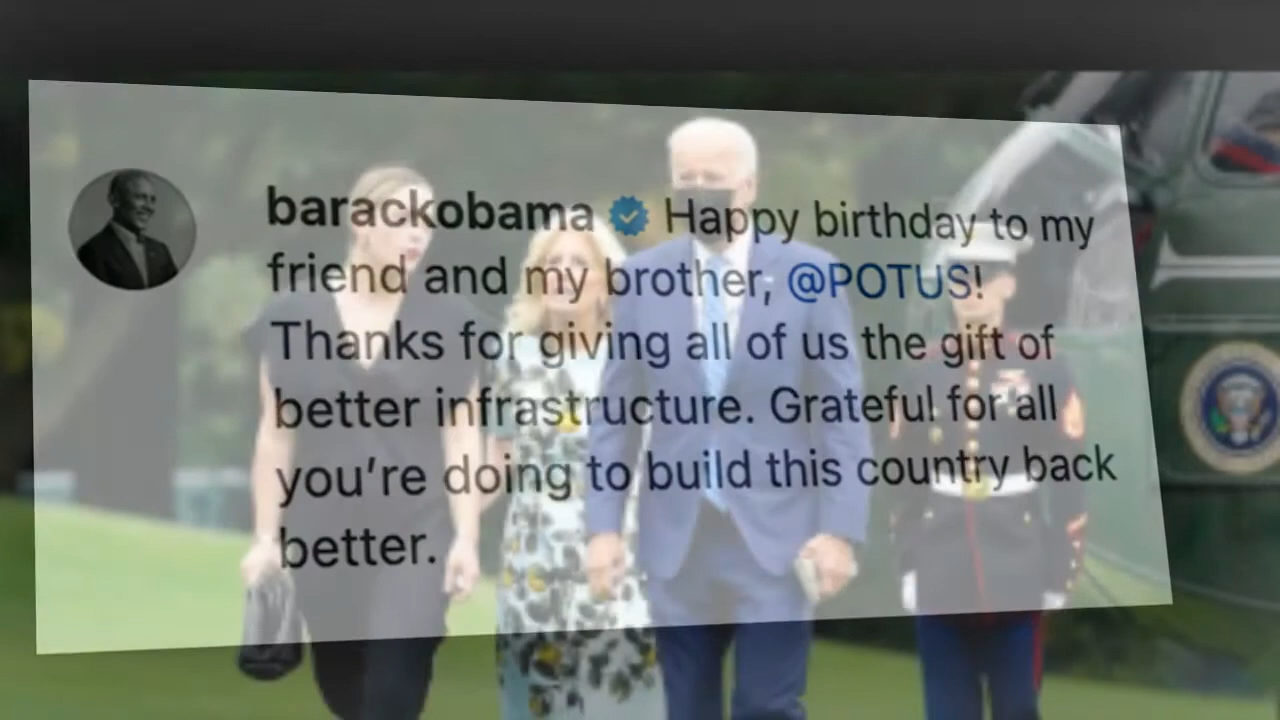 barackobama Happy birthday to my
friend and my brother, @POTUS!
Thanks for giving all of us the gift of
better infrastructure. Grateful for all
you're doing to build this country back
better.